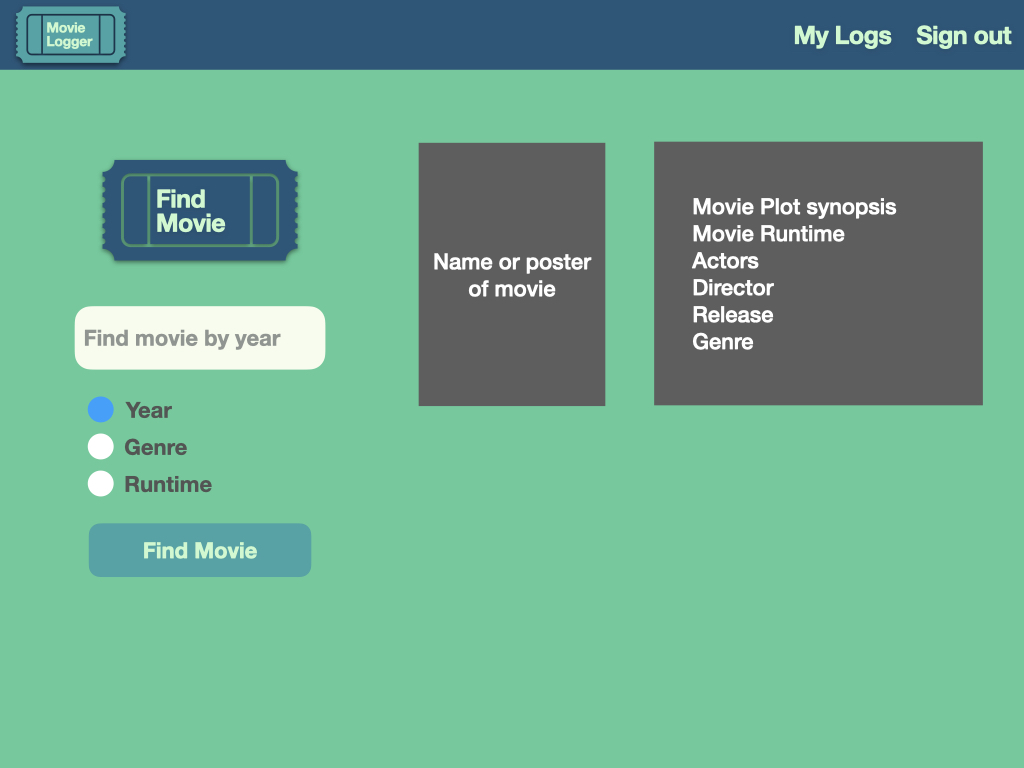 Movie
Logger
My Logs
Sign out
Find
Movie
Find movie by year
Year
Genre
Runtime
Find Movie
Name or poster
of movie
Movie Plot synopsis
Movie Runtime
Actors
Director
Release
Genre